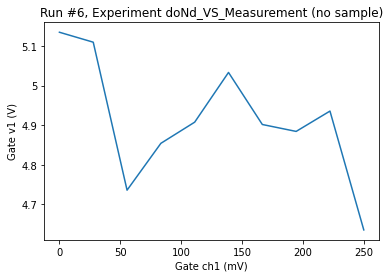 Run #6, Experiment doNd_VS_Measurement (no sample)
5.1
5
4.9
4.8
4.7
Gate v1 (V)
0 50 100 150 200 250
Gate ch1 (mV)